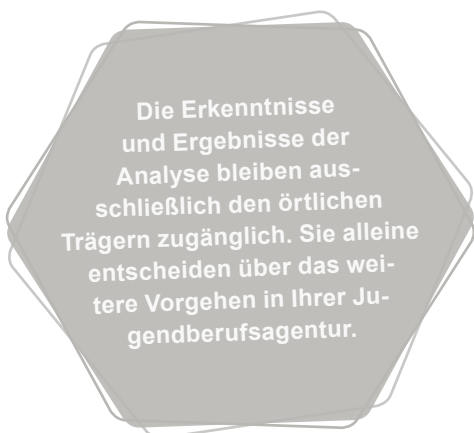 Die Erkenntnisse
und Ergebnisse der
Analyse bleiben aus-
schließlich den örtlichen
Trägern zugänglich. Sie alleine
entscheiden über das wei-
tere Vorgehen in Ihrer Ju-
gendberufsagentur.